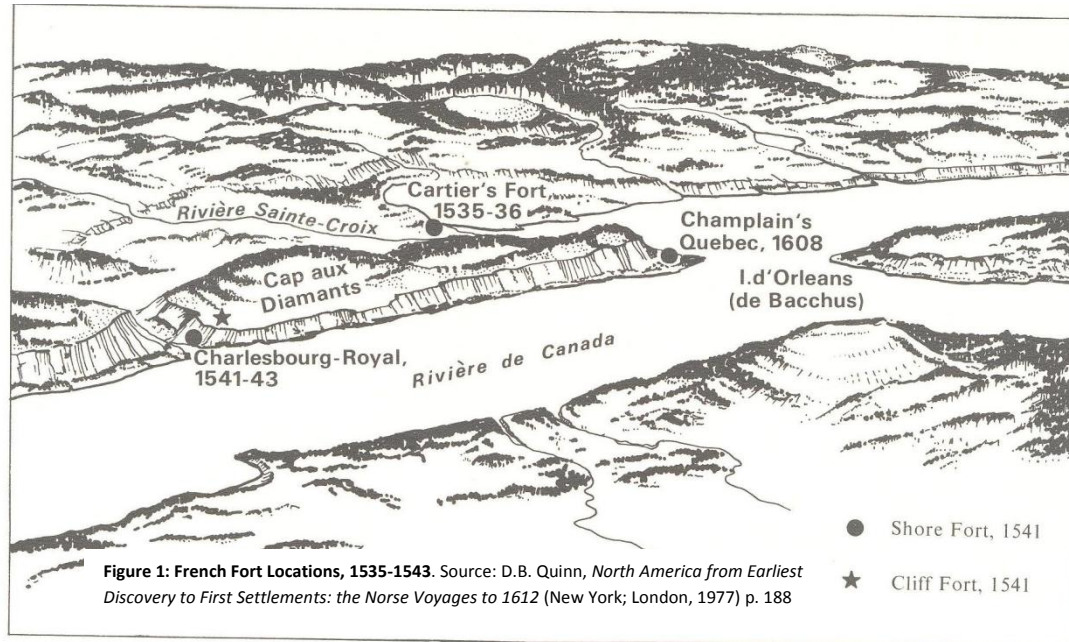 Cartier's Fort,
1535-36
Rivière Sainte-Croix
Champlain's
Quebec, 1608
Cap aux
Diamants
I.d'Orleans
(de Bacchus)
Charlesbourg-Royal,
1541-43
Rivière de Canada
Shore Fort, 1541
Cliff Fort, 1541
Figure 1: French Fort Locations, 1535-1543. Source: D.B. Quinn, North America from Earliest
Discovery to First Settlements: the Norse Voyages to 1612 (New York; London, 1977) p. 188